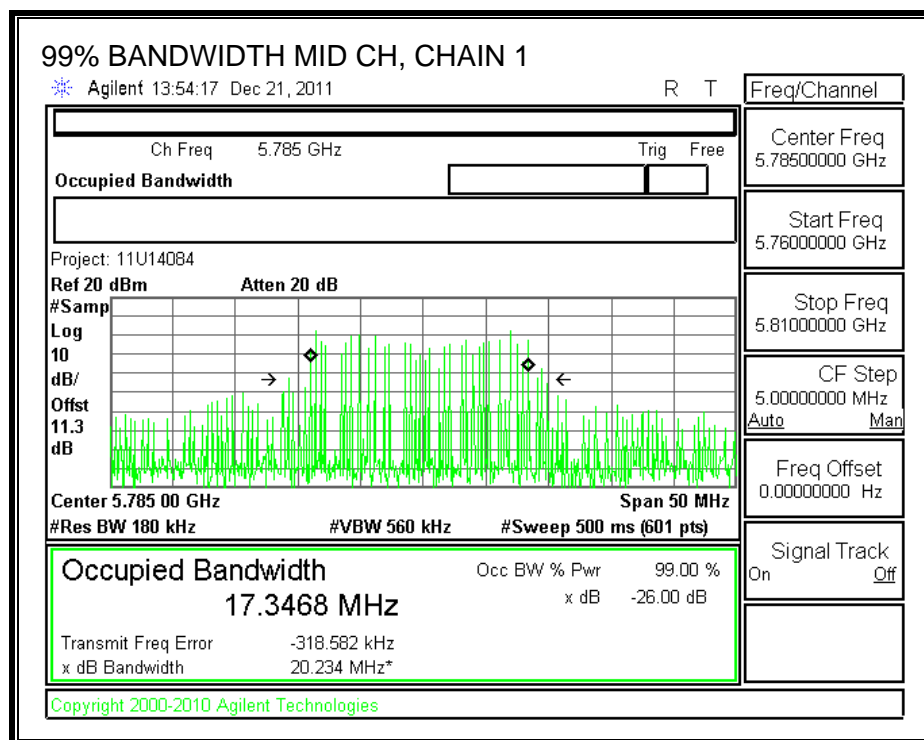 99% BANDWIDTH MID CH, CHAIN 1
Agilent 13:54:17 Dec 21, 2011 R T
Freq/Channel
Ch Freq 5.785 GHz Trig Free
Occupied Bandwidth
Center Freq
5.78500000 GHz
Start Freq
5.76000000 GHz
Stop Freq
5.81000000 GHz
CF Step
5.00000000 MHz
Auto Man
Freq Offset
0.00000000 Hz
Signal Track
On Off
Project: 11U14084
Ref 20 dBm Atten 20 dB
#Samp
Log
10
dB/
Offst
11.3
dB
Center 5.785 00 GHz Span 50 MHz
#Res BW 180 kHz #VBW 560 kHz #Sweep 500 ms (601 pts)
Occupied Bandwidth
17.3468 MHz
Occ BW % Pwr 99.00 %
x dB -26.00 dB
Transmit Freq Error -318.582 kHz
x dB Bandwidth 20.234 MHz*
Copyright 2000-2010 Agilent Technologies